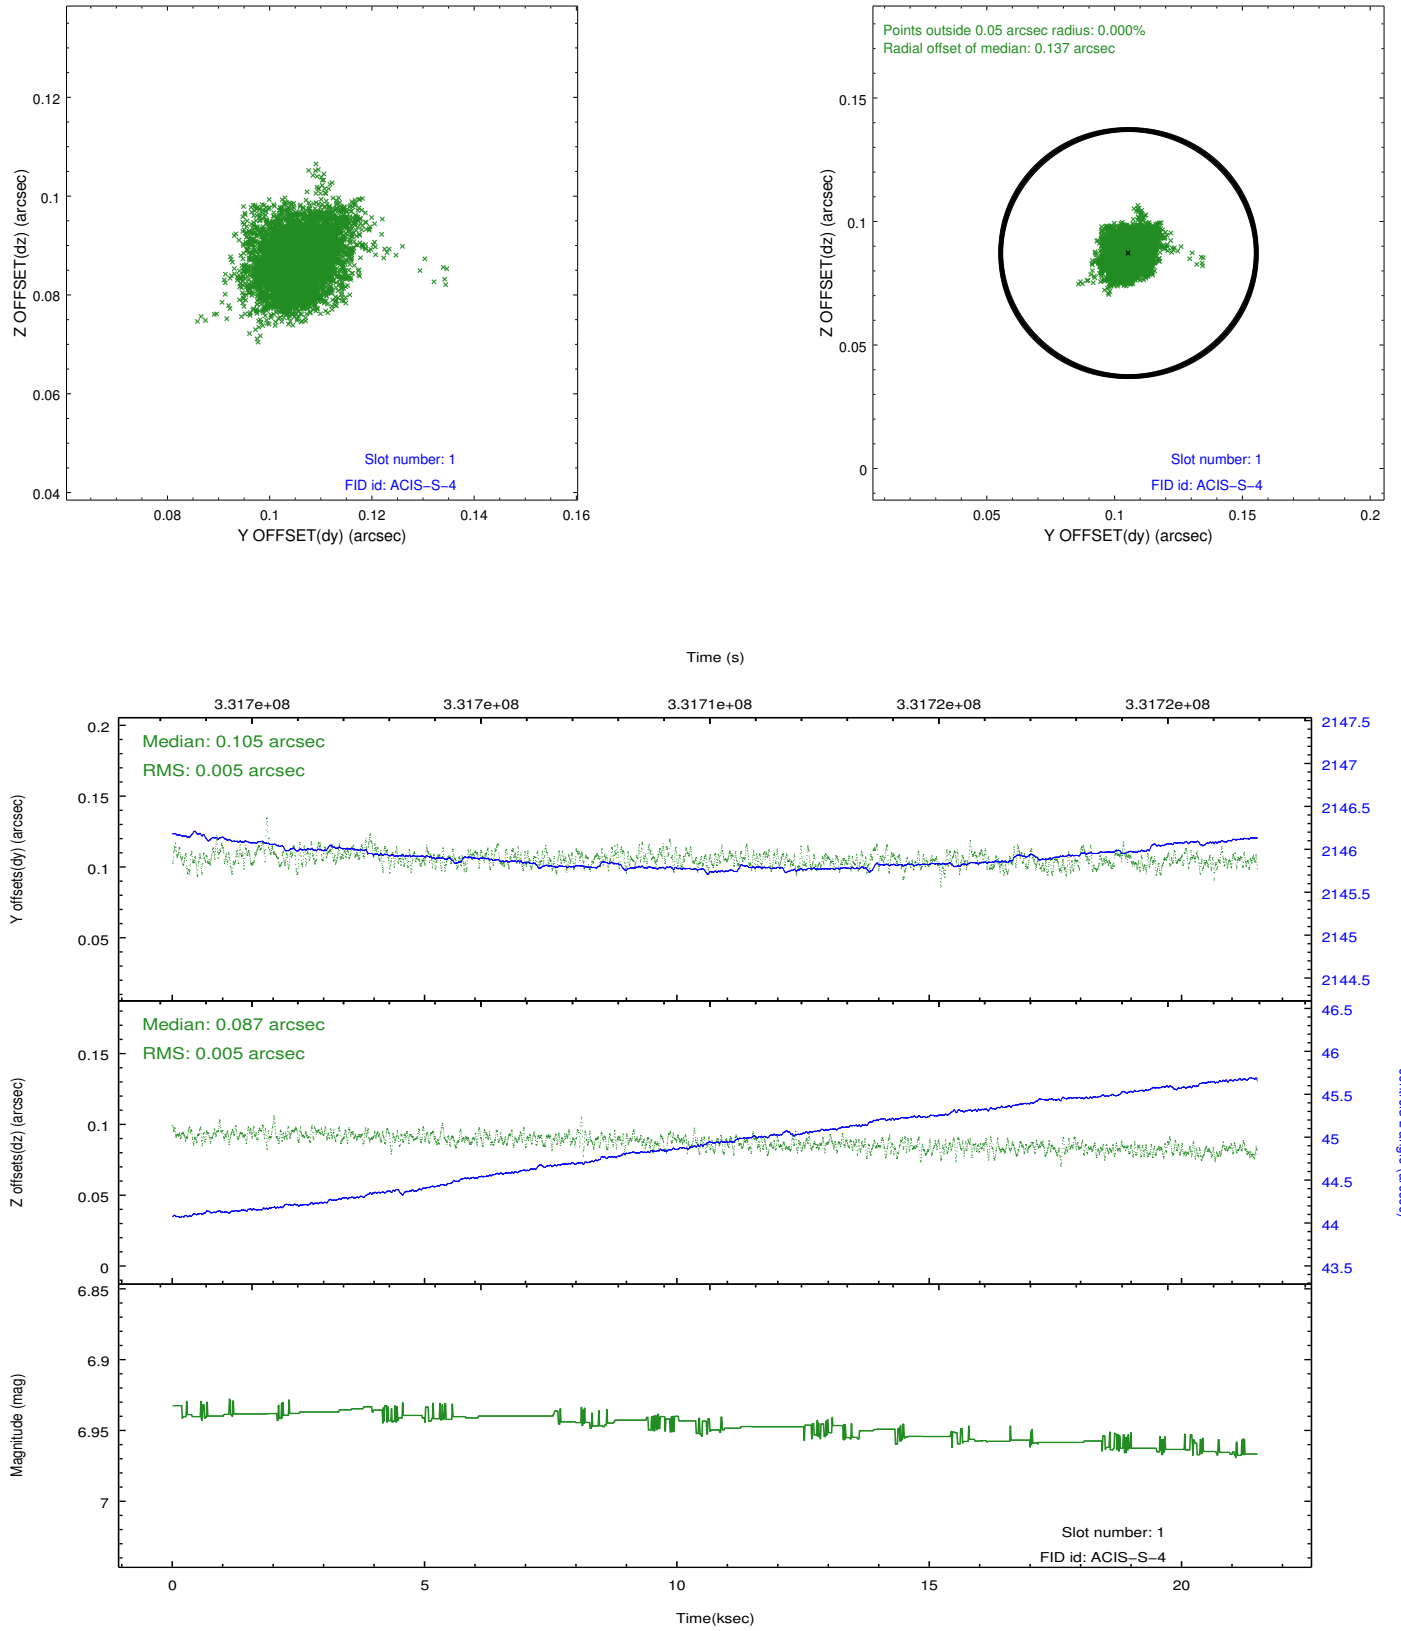 0.12
0.1
0.08
0.06
0.04
Z OFFSET(dz) (arcsec)
Slot number: 1
FID id: ACIS−S−4
0.08 0.1 0.12 0.14 0.16
Y OFFSET(dy) (arcsec)
Points outside 0.05 arcsec radius: 0.000%
Radial offset of median: 0.137 arcsec
0.15
0.1
0.05
0
Z OFFSET(dz) (arcsec)
Slot number: 1
FID id: ACIS−S−4
0.05 0.1 0.15 0.2
Y OFFSET(dy) (arcsec)
Time (s)
3.317e+08 3.317e+08 3.3171e+08 3.3172e+08 3.3172e+08
Median: 0.105 arcsec
RMS: 0.005 arcsec
0.2
0.15
0.1
0.05
Y offsets(dy) (arcsec)
2147.5
2147
2146.5
2146
2145.5
2145
2144.5
Median: 0.087 arcsec
RMS: 0.005 arcsec
0.15
0.1
0.05
0
Z offsets(dz) (arcsec)
46.5
46
45.5
45
44.5
44
43.5
6.85
6.9
6.95
7
Magnitude (mag)
Slot number: 1
FID id: ACIS−S−4
0 5 10 15 20
Time(ksec)